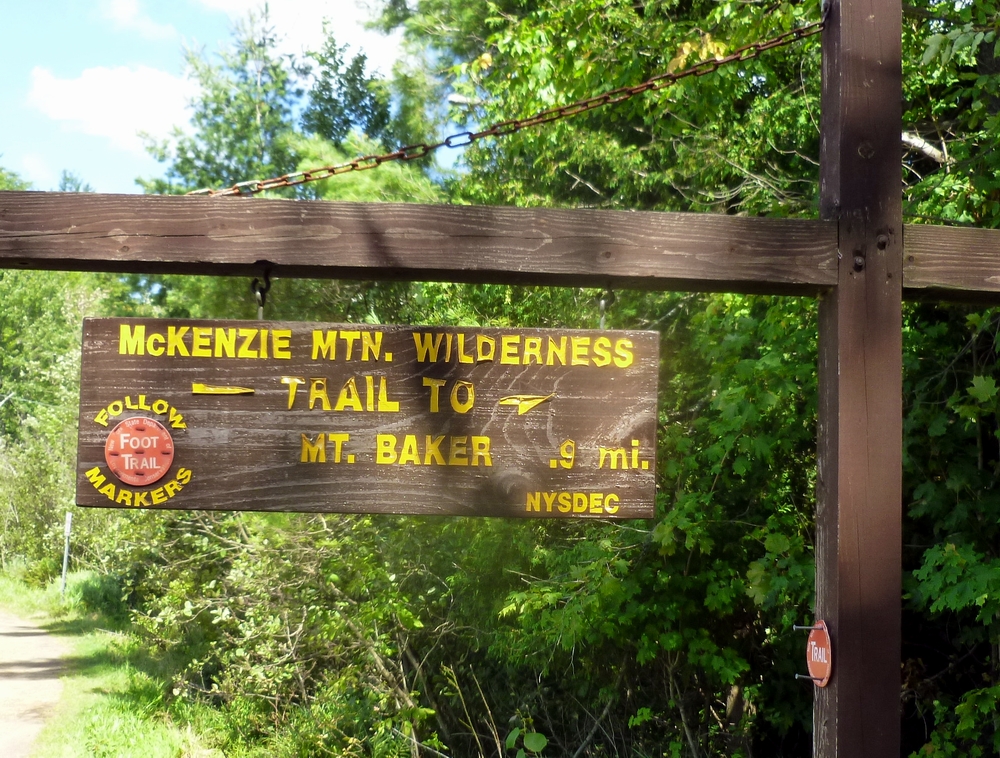 McKENZIE MTN. WILDERNESS
TRAIL TO
MT. BAKER .9 mi.
NYSDEC
FOLLOW
FOOT
TRAIL
MARKERS
TRAIL